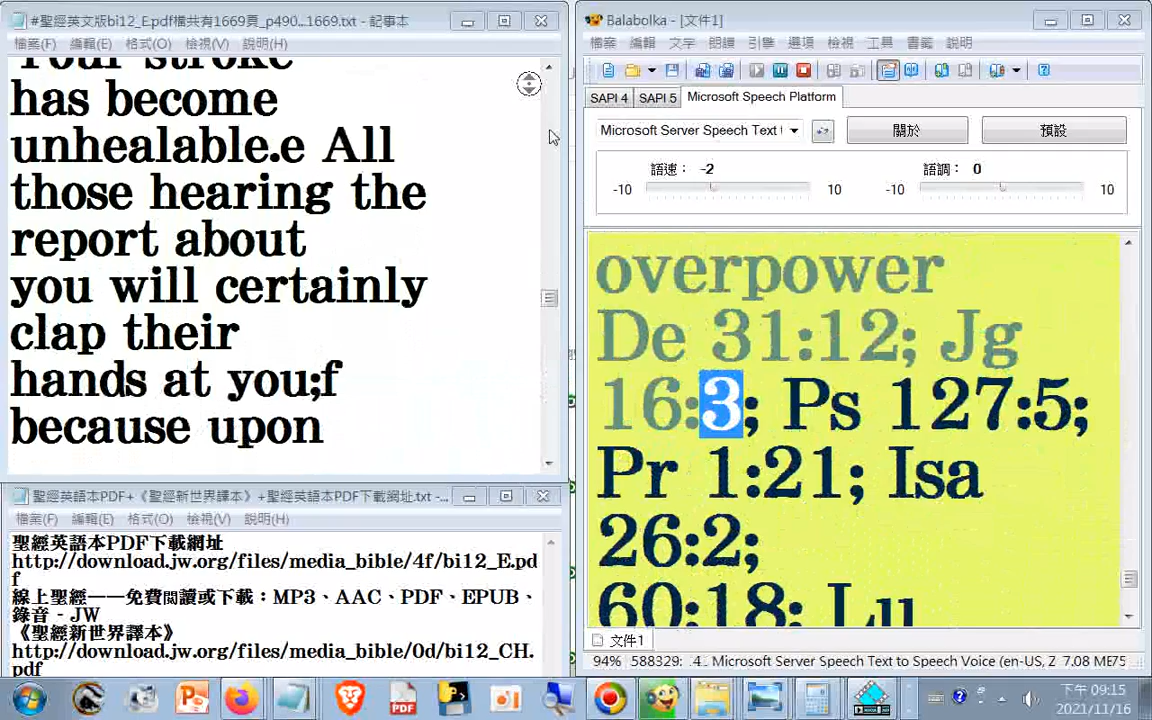 #聖經英文版bi12_E.pdf檔共有1669頁_p490...1669.txt - 記事本
檔案(F) 編輯(E) 格式(O) 檢視(V) 說明(H)
Your stroke
has become
unhealable.e All
those hearing the
report about
you will certainly
clap their
hands at you;f
because upon
聖經英語本PDF+《聖經新世界譯本》+聖經英語本PDF下載網址.txt -...
檔案(F) 編輯(E) 格式(O) 檢視(V) 說明(H)
聖經英語本PDF下載網址
http://download.jw.org/files/media_bible/4f/bi12_E.pd
f
線上聖經——免費閱讀或下載：MP3、AAC、PDF、EPUB、
錄音 - JW
《聖經新世界譯本》
http://download.jw.org/files/media_bible/0d/bi12_CH.
pdf
Balabolka - [文件1]
檔案 編輯 文字 朗讀 引擎 選項 檢視 工具 書籤 說明
SAPI 4 SAPI 5 Microsoft Speech Platform
Microsoft Server Speech Text 關於 預設
語速： -2 語調： 0
-10 10 -10 10
overpower
De 31:12; Jg
16:3; Ps 127:5;
Pr 1:21; Isa
26:2;
60:18; Lu
文件1
94% 588329: .4.. Microsoft Server Speech Text to Speech Voice (en-US, Z 7.08 ME75
下午 09:15
2021/11/16